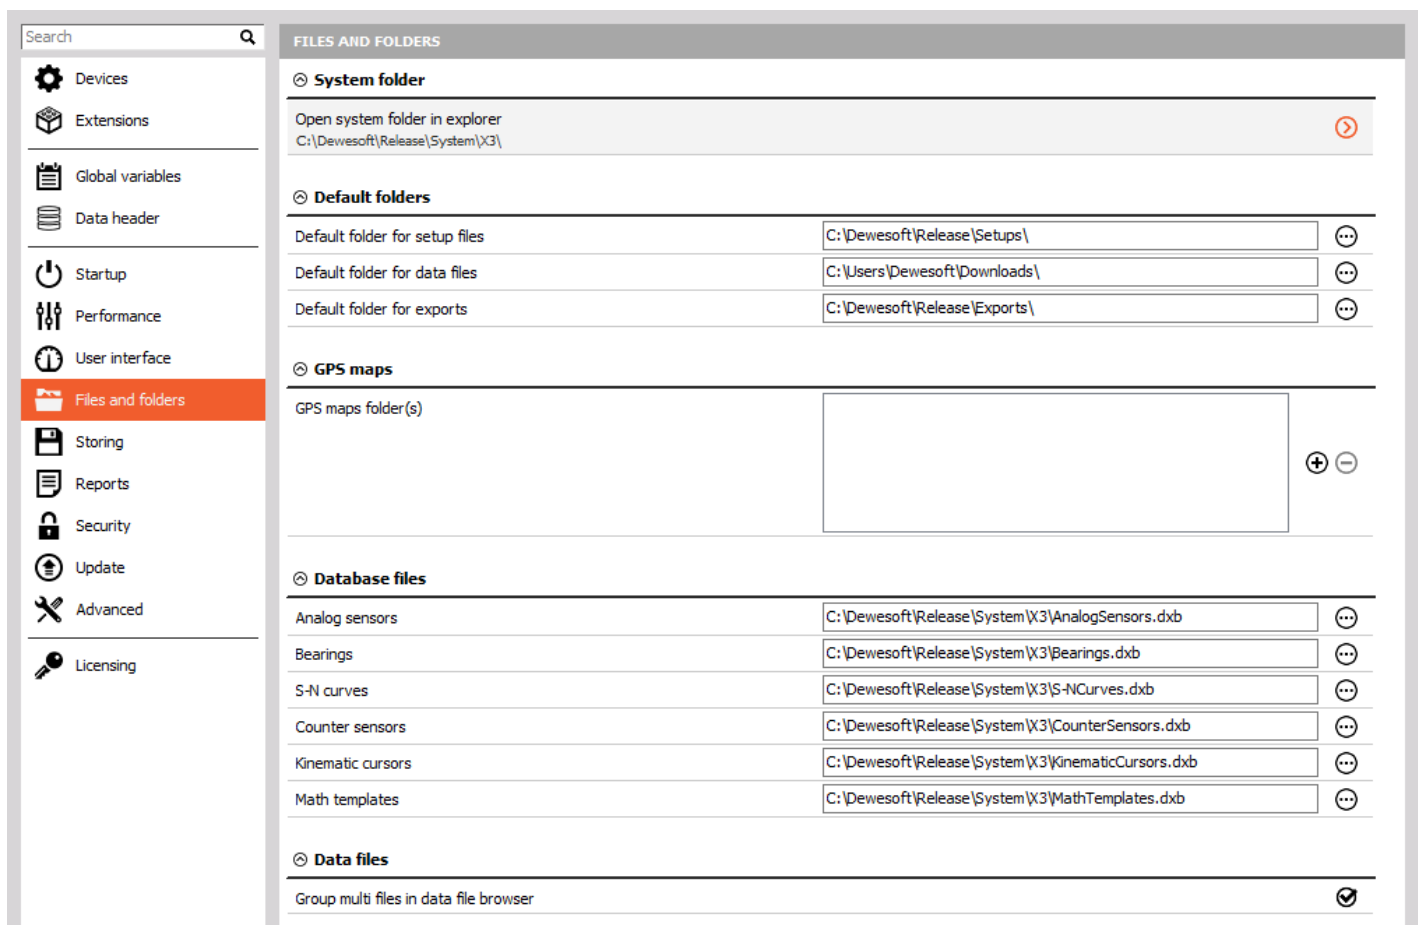 Search
Devices
Extensions
Global variables
Data header
Startup
Performance
User interface
Files and folders
Storing
Reports
Security
Update
Advanced
Licensing
FILES AND FOLDERS
System folder
Open system folder in explorer
C:\Dewesoft\Release\System\X3\
Default folders
Default folder for setup files C:\Dewesoft\Release\Setups\
Default folder for data files C:\Users\Dewesoft\Downloads\
Default folder for exports C:\Dewesoft\Release\Exports\
GPS maps
GPS maps folder(s)
Database files
Analog sensors C:\Dewesoft\Release\System\X3\AnalogSensors.dxb
Bearings C:\Dewesoft\Release\System\X3\Bearings.dxb
S-N curves C:\Dewesoft\Release\System\X3\S-NCurves.dxb
Counter sensors C:\Dewesoft\Release\System\X3\CounterSensors.dxb
Kinematic cursors C:\Dewesoft\Release\System\X3\KinematicCursors.dxb
Math templates C:\Dewesoft\Release\System\X3\MathTemplates.dxb
Data files
Group multi files in data file browser